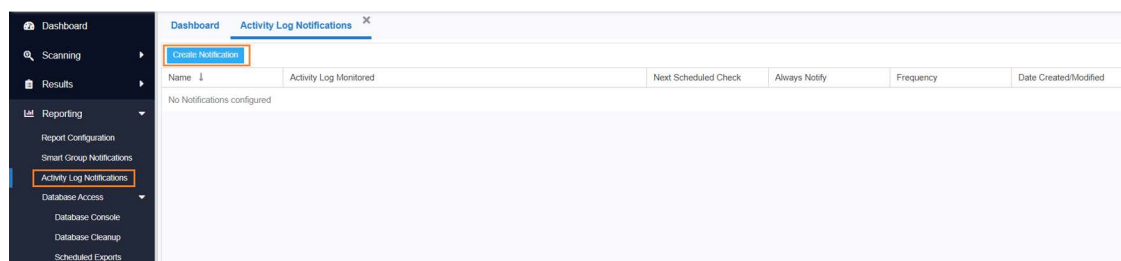 Dashboard
Scanning
Results
Reporting
Report Configuration
Smart Group Notifications
Activity Log Notifications
Database Access
Database Console
Database Cleanup
Scheduled Exports
Dashboard Activity Log Notifications ×
Create Notification
Name ↓ Activity Log Monitored Next Scheduled Check Always Notify Frequency Date Created/Modified
No Notifications configured